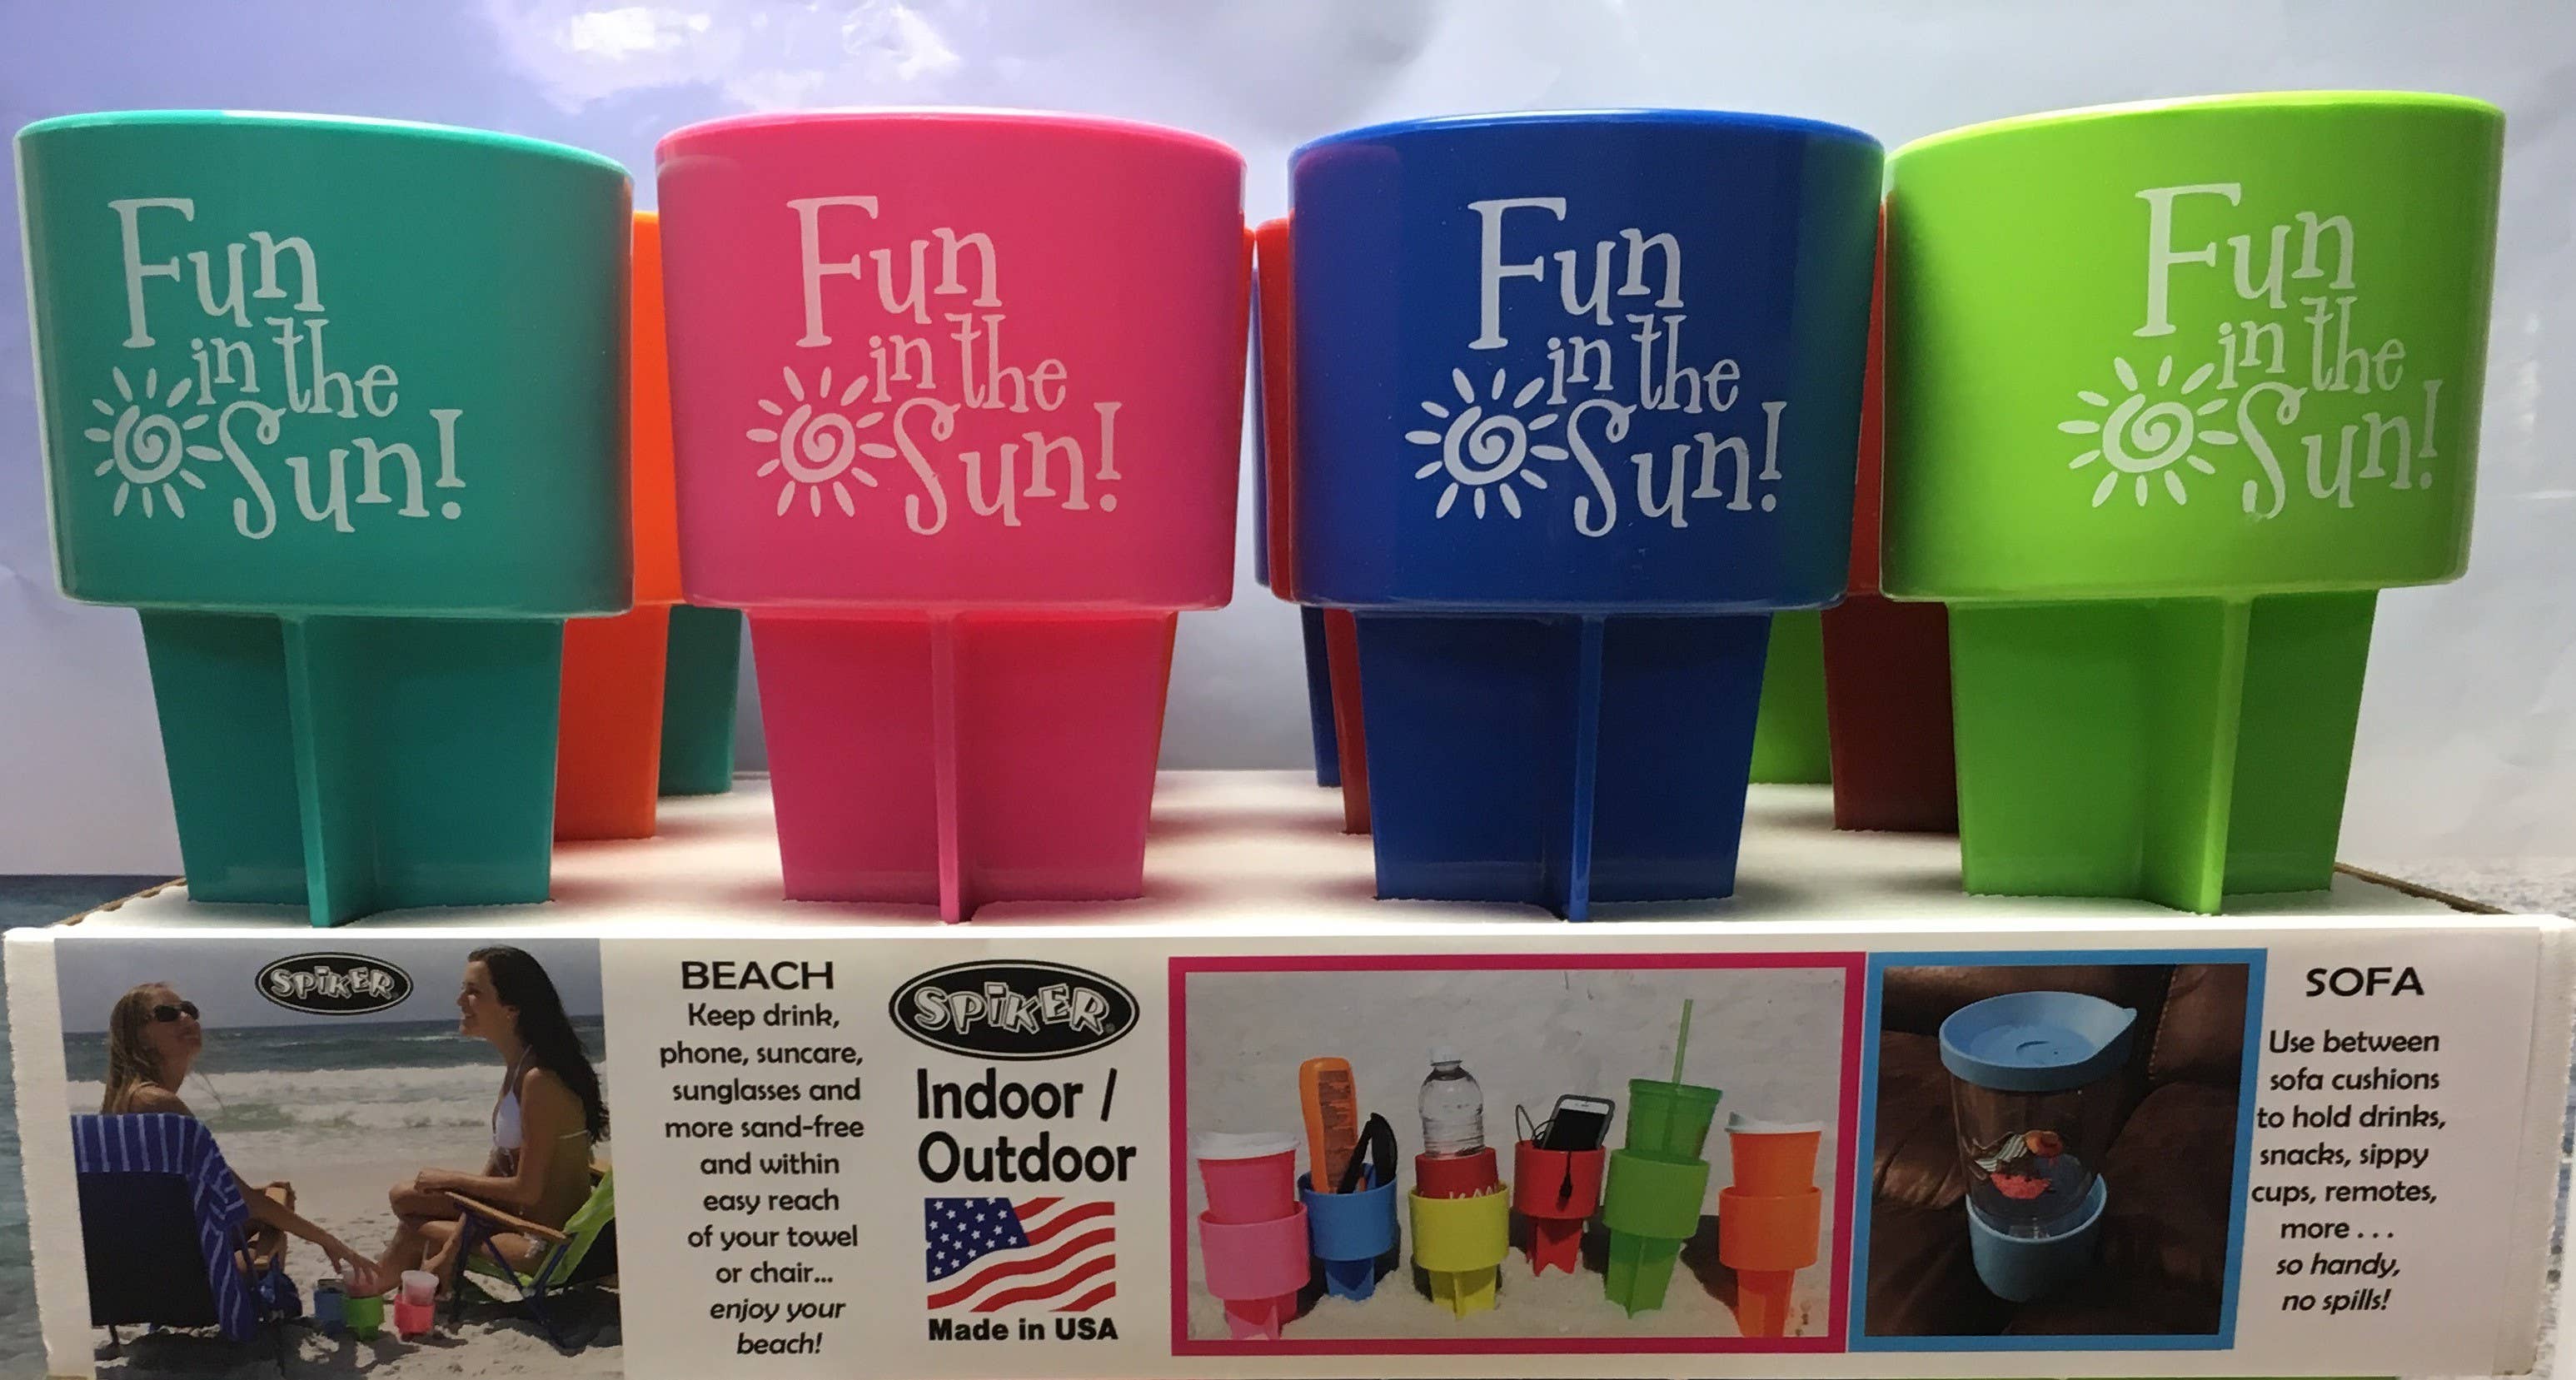 Fun
in the
Sun!
Fun
in the
Sun!
Fun
in the
Sun!
Fun
in the
Sun!
SPiKER
BEACH
Keep drink,
phone, suncare,
sunglasses and
more sand-free
and within
easy reach
of your towel
or chair...
enjoy your
beach!
SPiKER®
Indoor /
Outdoor
Made in USA
SOFA
Use between
sofa cushions
to hold drinks,
snacks, sippy
cups, remotes,
more . . .
so handy,
no spills!